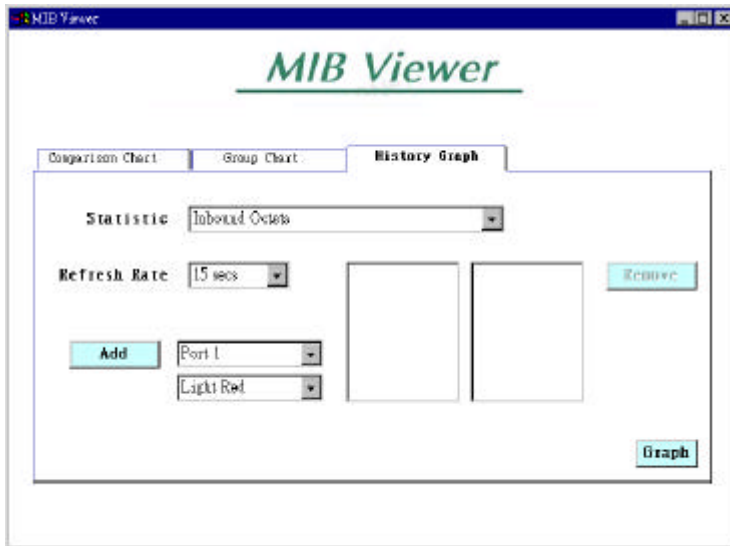 MIB Viewer
MIB Viewer
Comparison Chart
Group Chart
History Graph
Statistic
Inbound Octets
Refresh Rate
15 secs
Remove
Add
Port 1
Light Red
Graph